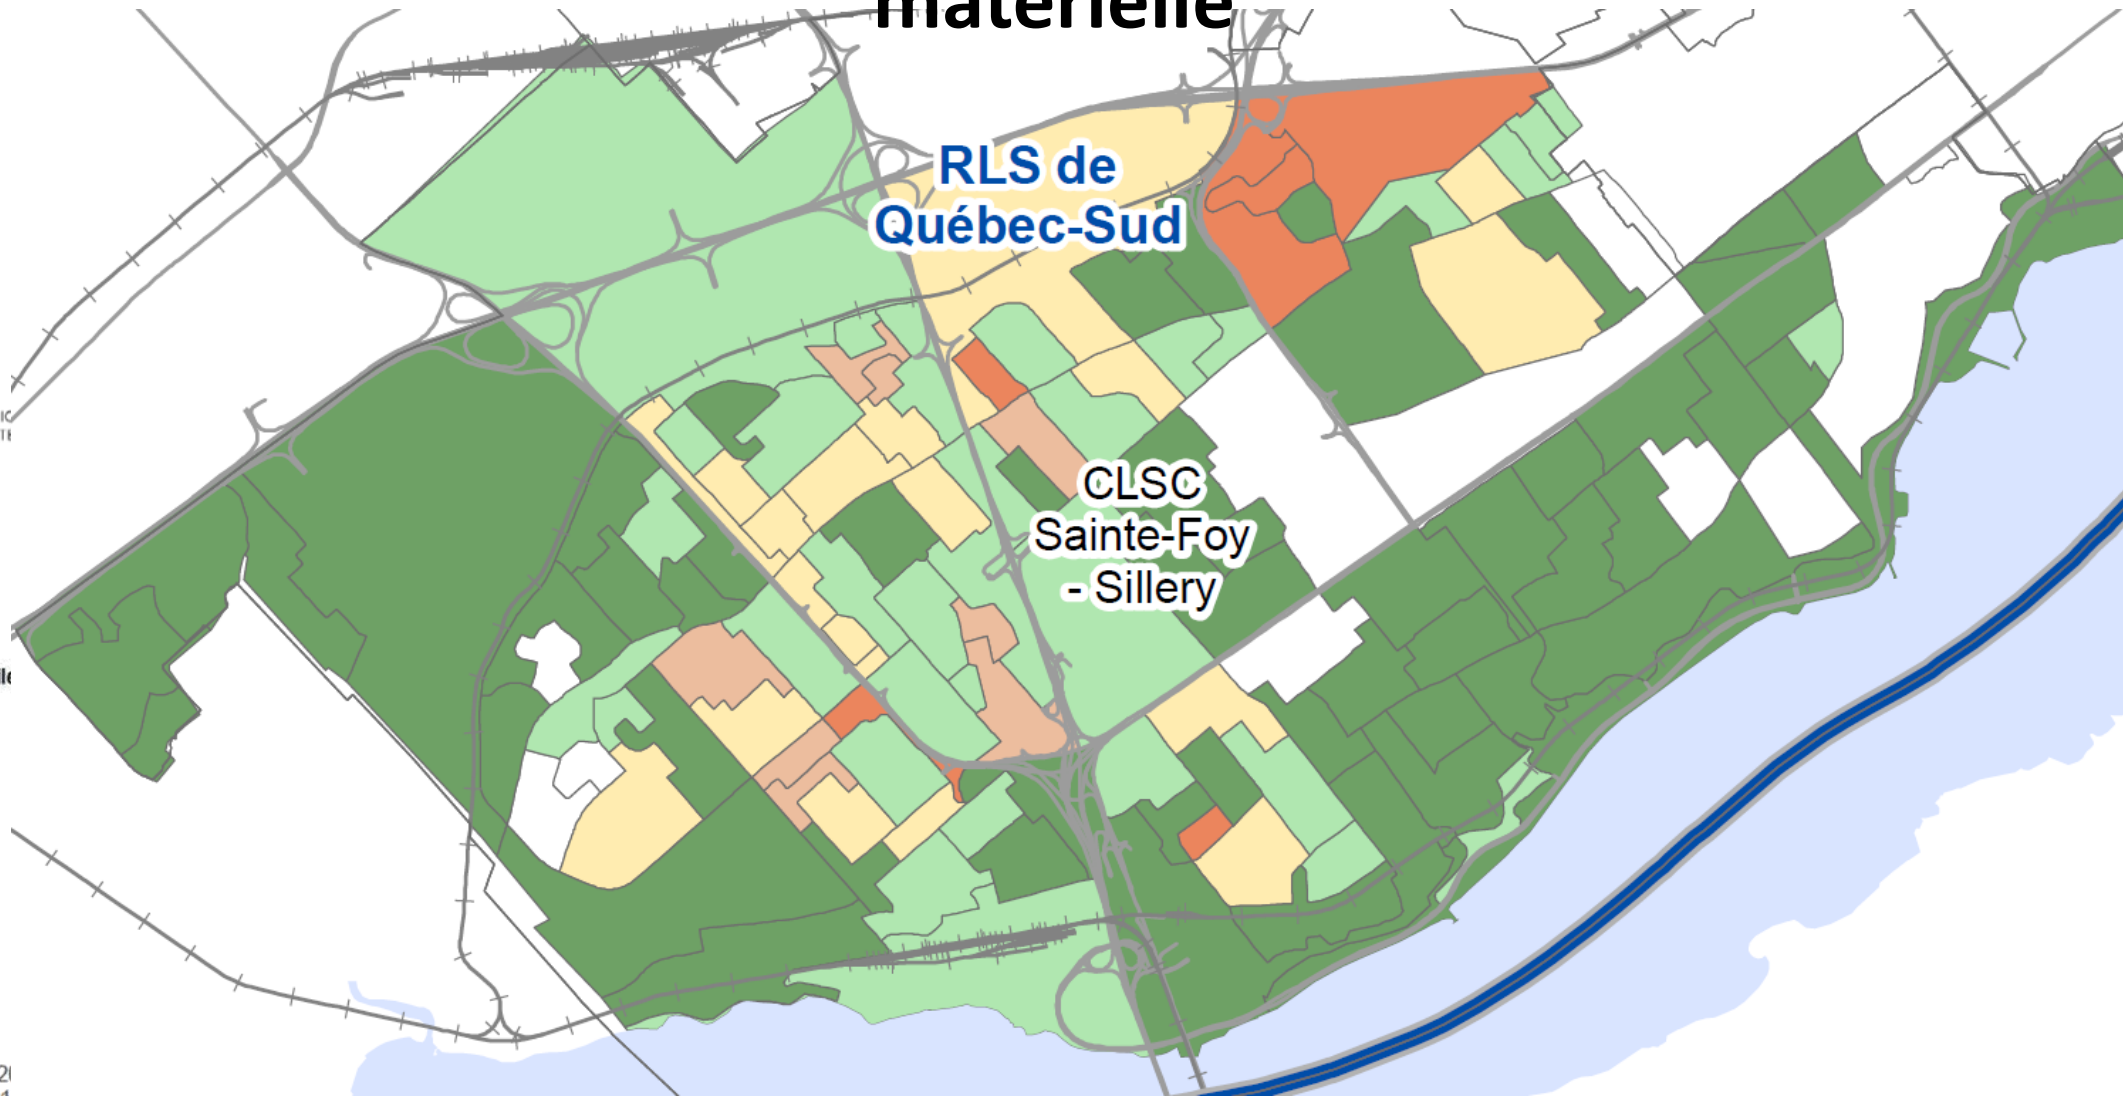 matérielle
RLS de
Québec-Sud
CLSC
Sainte-Foy
- Sillery